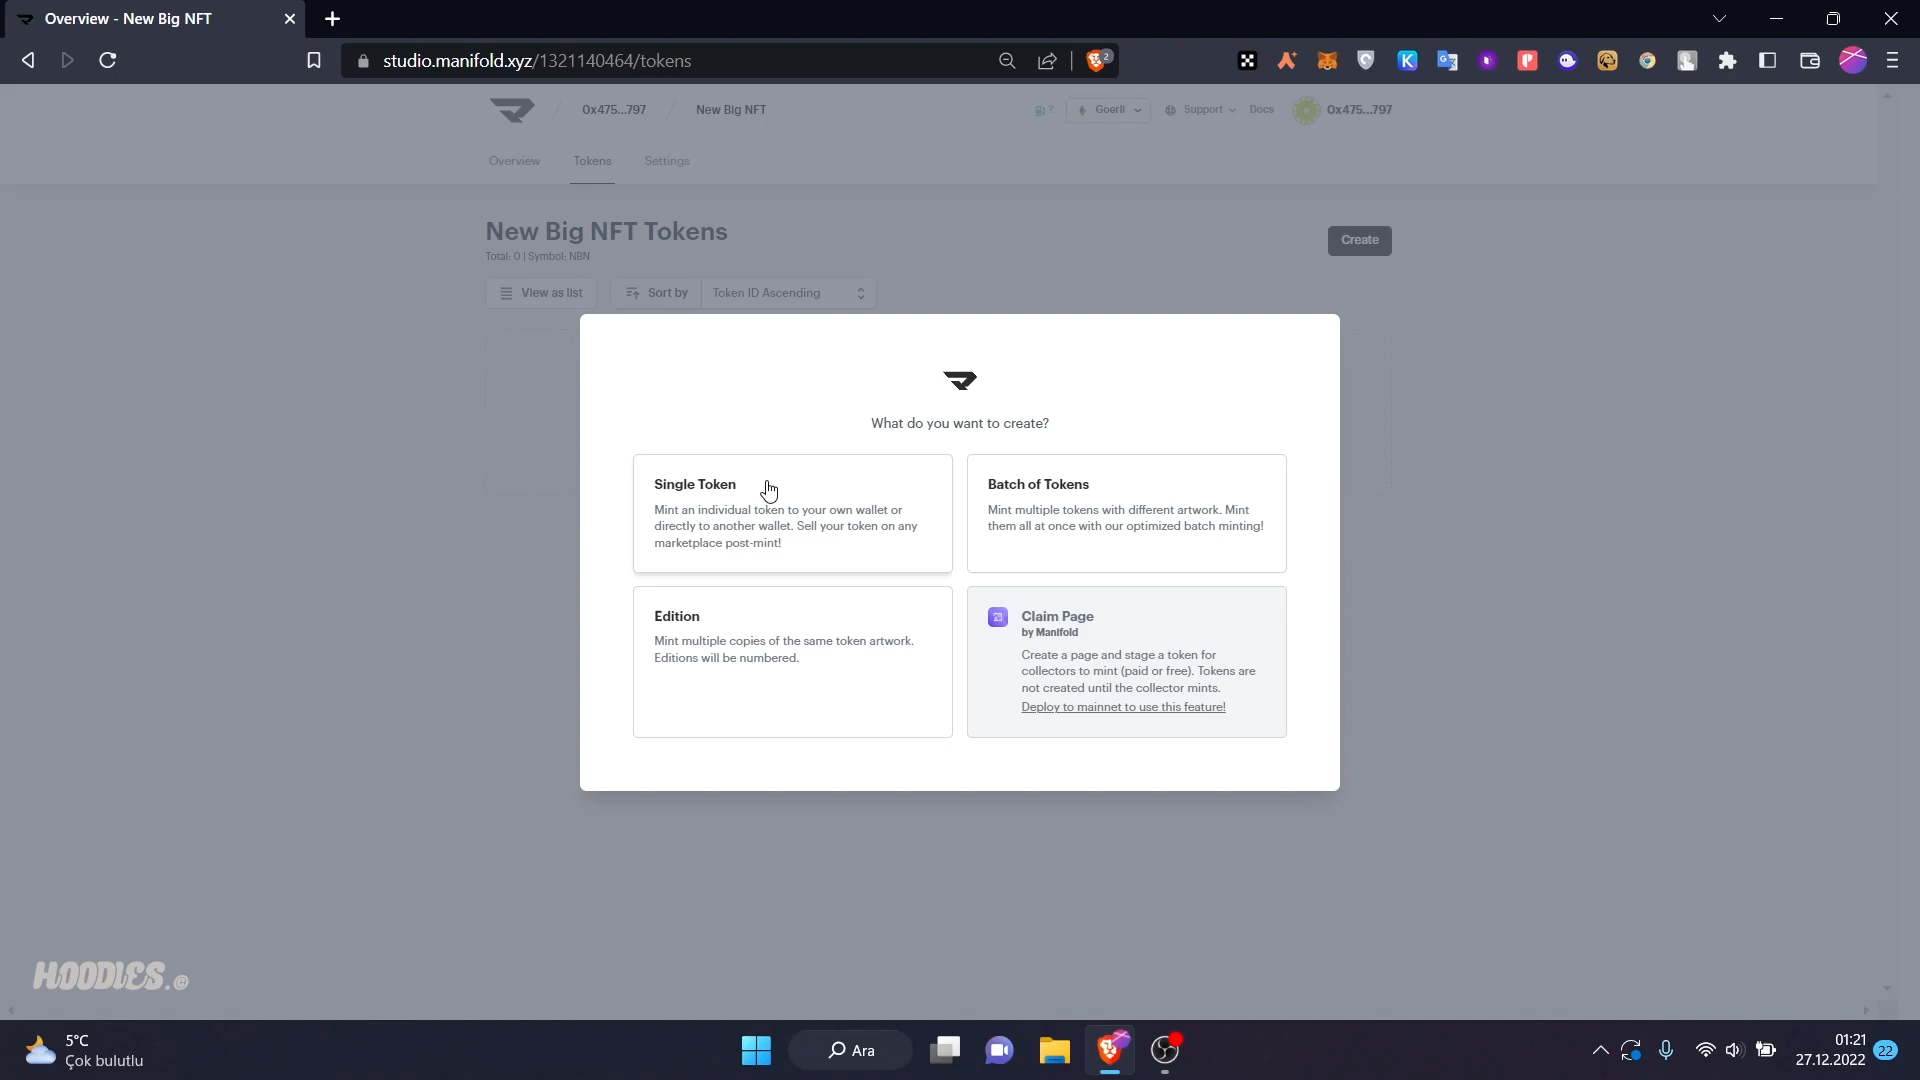 Overview - New Big NFT
studio.manifold.xyz/1321140464/tokens
2
0x475...797
New Big NFT
?
Goerli
Support
Docs
0x475...797
Overview
Tokens
Settings
New Big NFT Tokens
Create
Total: 0 | Symbol: NBN
View as list
Sort by
Token ID Ascending
What do you want to create?
Single Token
Mint an individual token to your own wallet or
directly to another wallet. Sell your token on any
marketplace post-mint!
Batch of Tokens
Mint multiple tokens with different artwork. Mint
them all at once with our optimized batch minting!
Edition
Mint multiple copies of the same token artwork.
Editions will be numbered.
Claim Page
by Manifold
Create a page and stage a token for
collectors to mint (paid or free). Tokens are
not created until the collector mints.
Deploy to mainnet to use this feature!
HOODIES.©
5°C
Çok bulutlu
Ara
01:21
27.12.2022
22